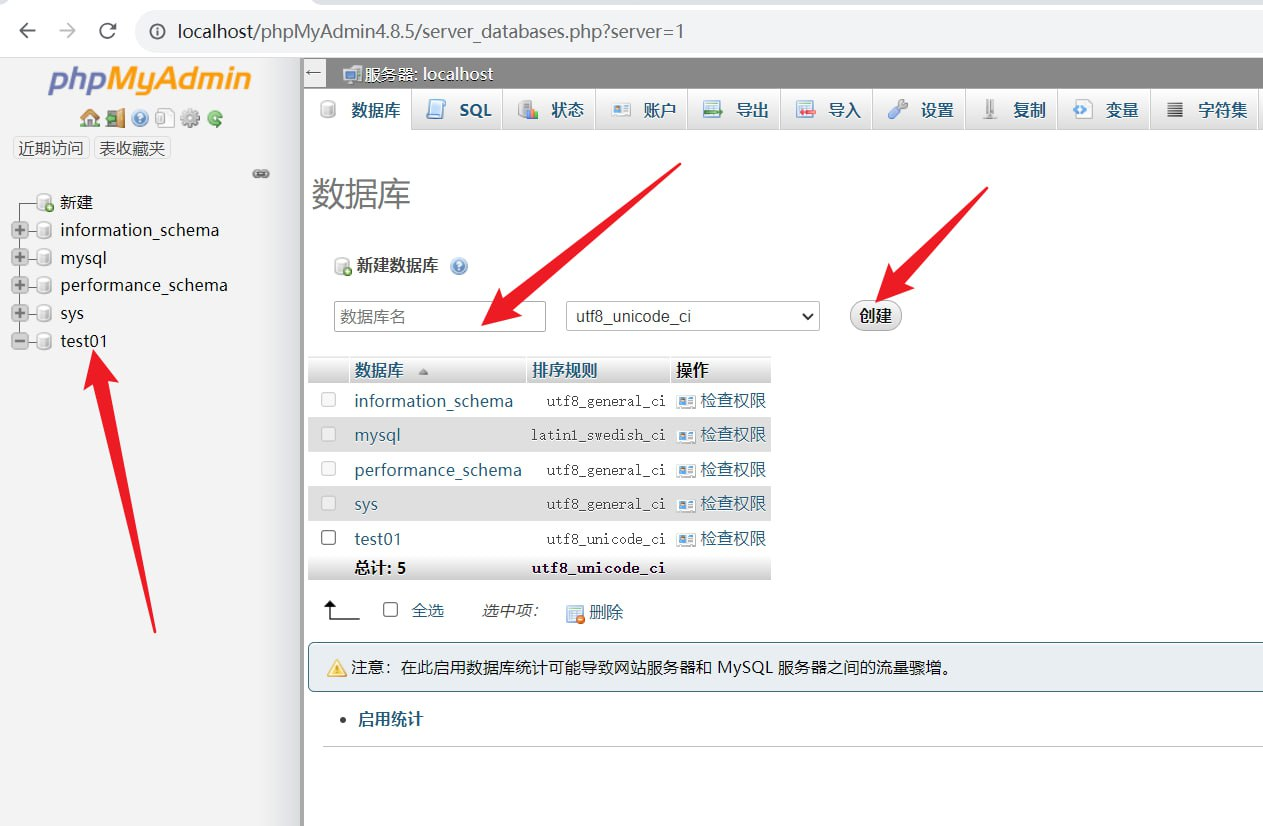 localhost/phpMyAdmin4.8.5/server_databases.php?server=1
phpMyAdmin
近期访问 表收藏夹
新建
information_schema
mysql
performance_schema
sys
test01
服务器: localhost
数据库 SQL 状态 账户 导出 导入 设置 复制 变量 字符集
数据库
新建数据库
数据库名 utf8_unicode_ci 创建
数据库 排序规则 操作
information_schema utf8_general_ci 检查权限
mysql latin1_swedish_ci 检查权限
performance_schema utf8_general_ci 检查权限
sys utf8_general_ci 检查权限
test01 utf8_unicode_ci 检查权限
总计: 5 utf8_unicode_ci
全选 选中项: 删除
注意：在此启用数据库统计可能导致网站服务器和 MySQL 服务器之间的流量骤增。
启用统计